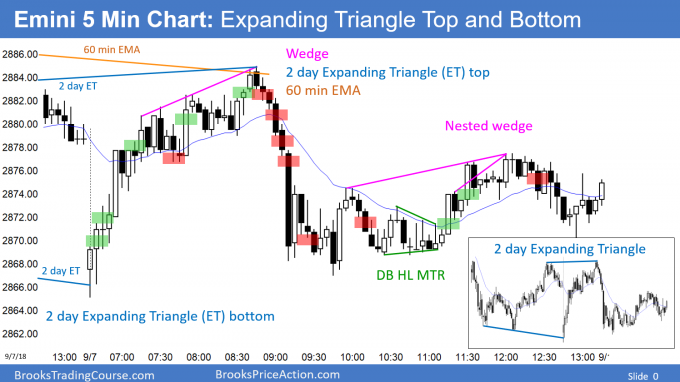 Emini 5 Min Chart: Expanding Triangle Top and Bottom
2886.00
2884.00
2882.00
2880.00
2878.00
2876.00
2874.00
2872.00
2870.00
2868.00
2866.00
2864.00
2862.00
60 min EMA
2 day ET
Wedge
2 day Expanding Triangle (ET) top
60 min EMA
Nested wedge
DB HL MTR
2 day ET
2 day Expanding Triangle (ET) bottom
2 day Expanding Triangle
9/7/18 13:00 9/7 07:00 07:30 08:00 08:30 09:00 09:30 10:00 10:30 11:00 11:30 12:00 12:30 13:00 9/
BrooksTradingCourse.com - BrooksPriceAction.com Slide 0